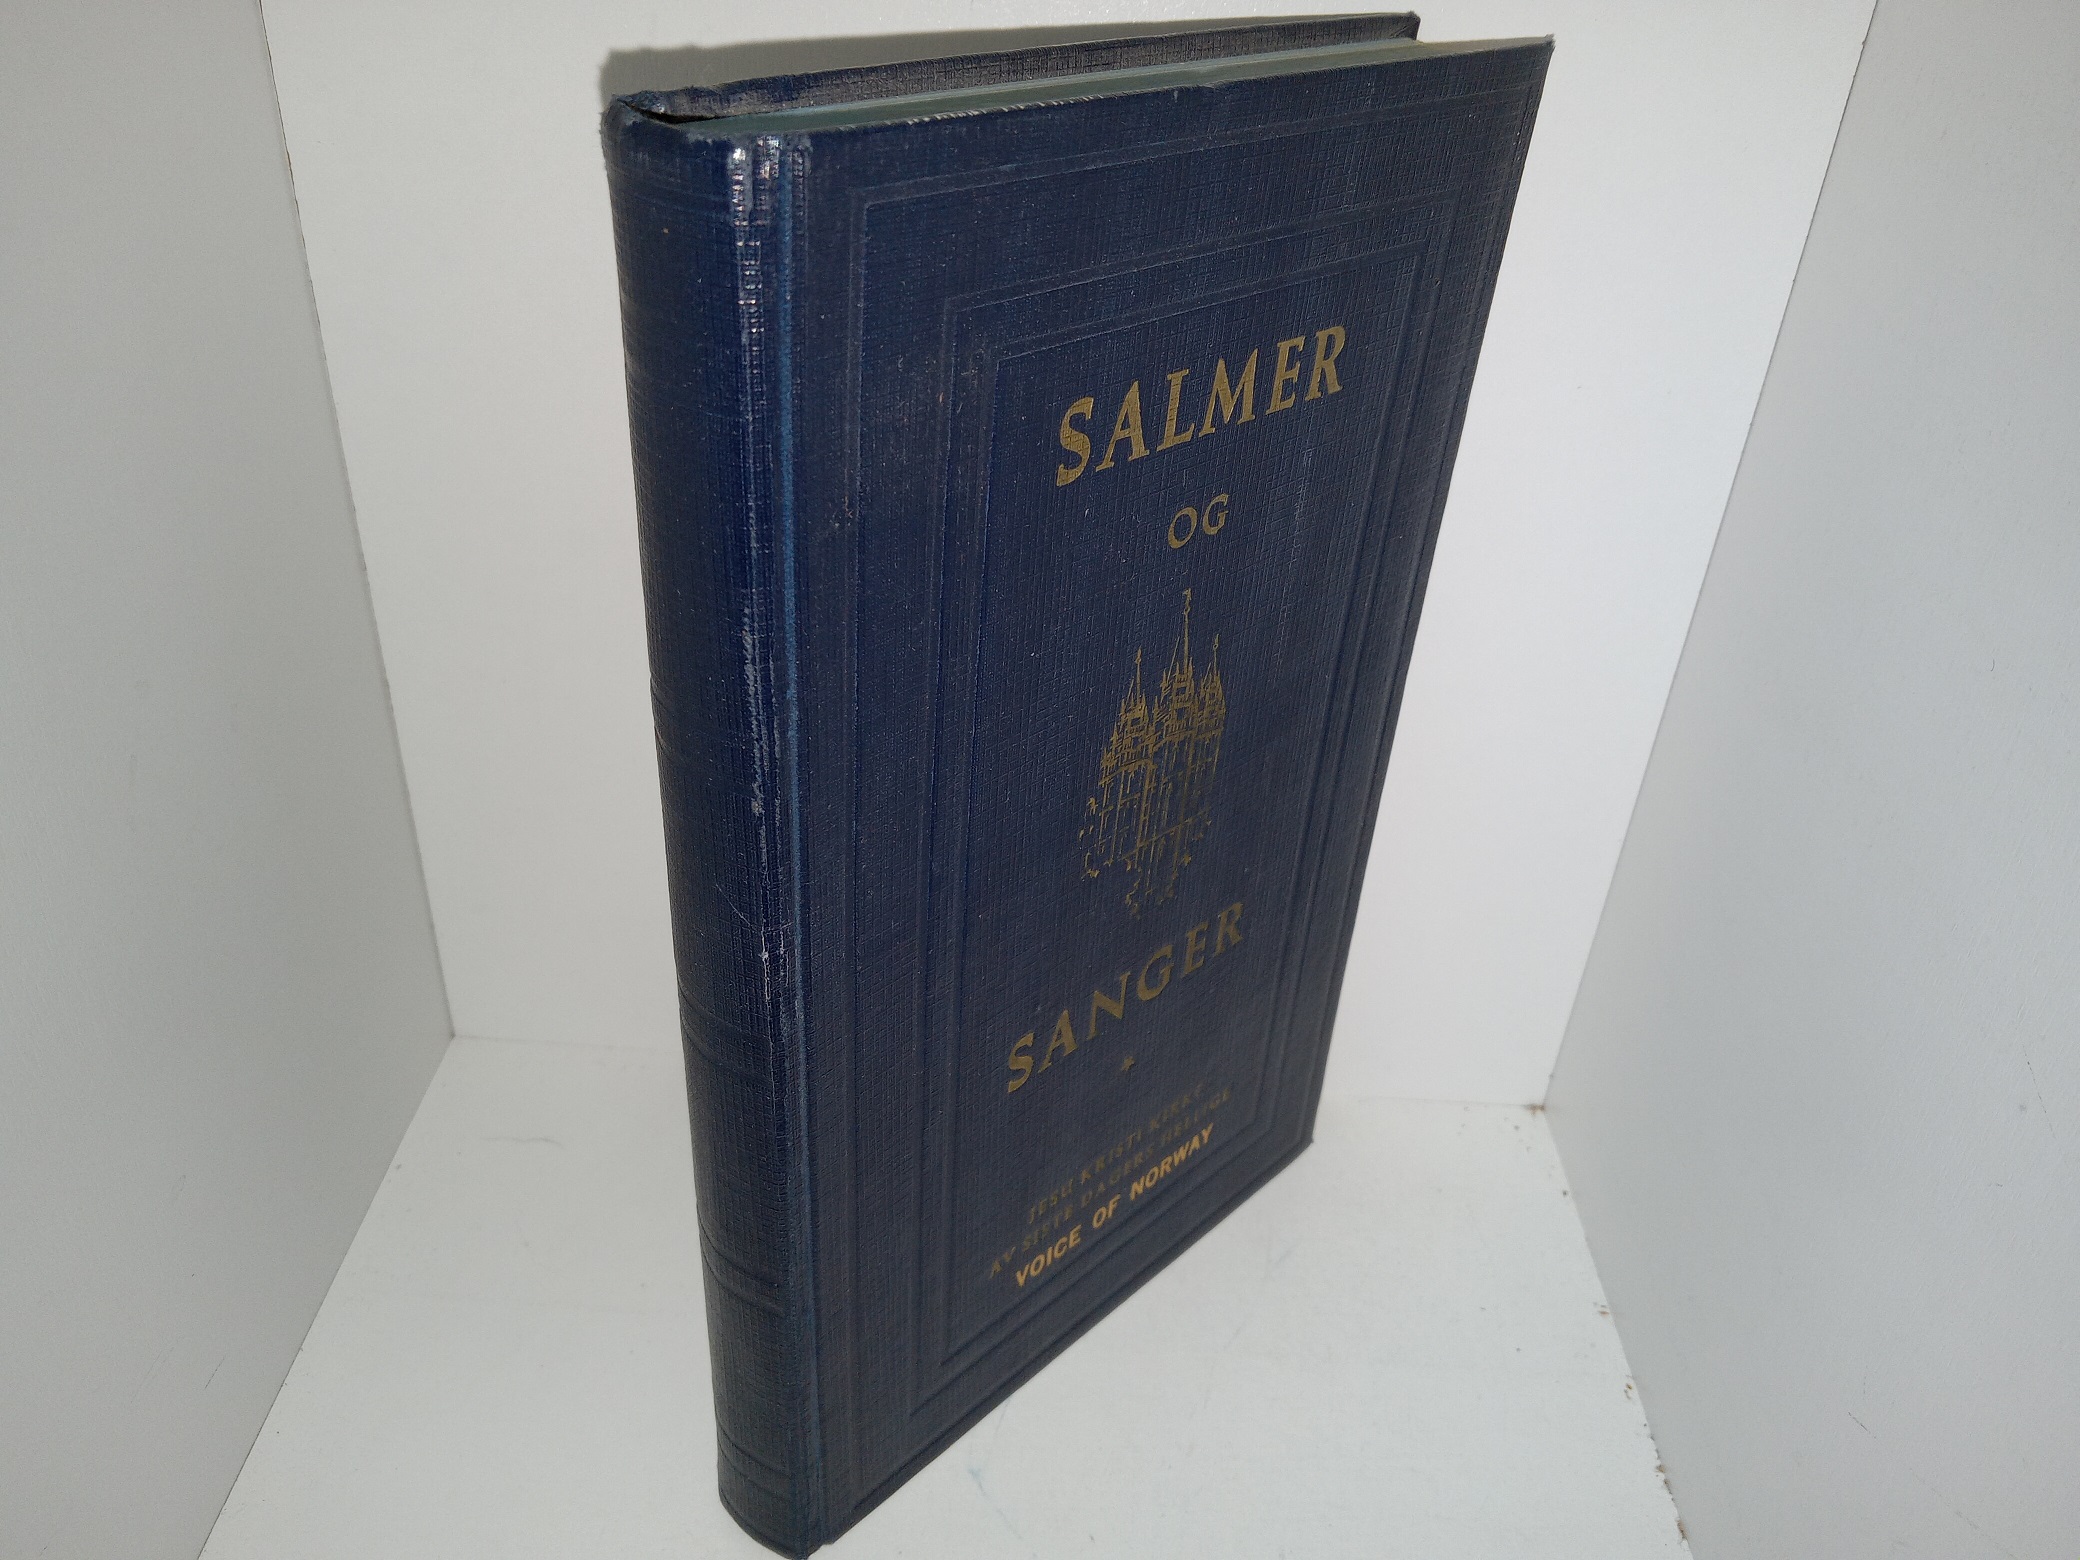 SALMER
OG
SANGER
JESU KRISTI KIRKE
AV SISTE DAGERS HELLIGE
VOICE OF NORWAY